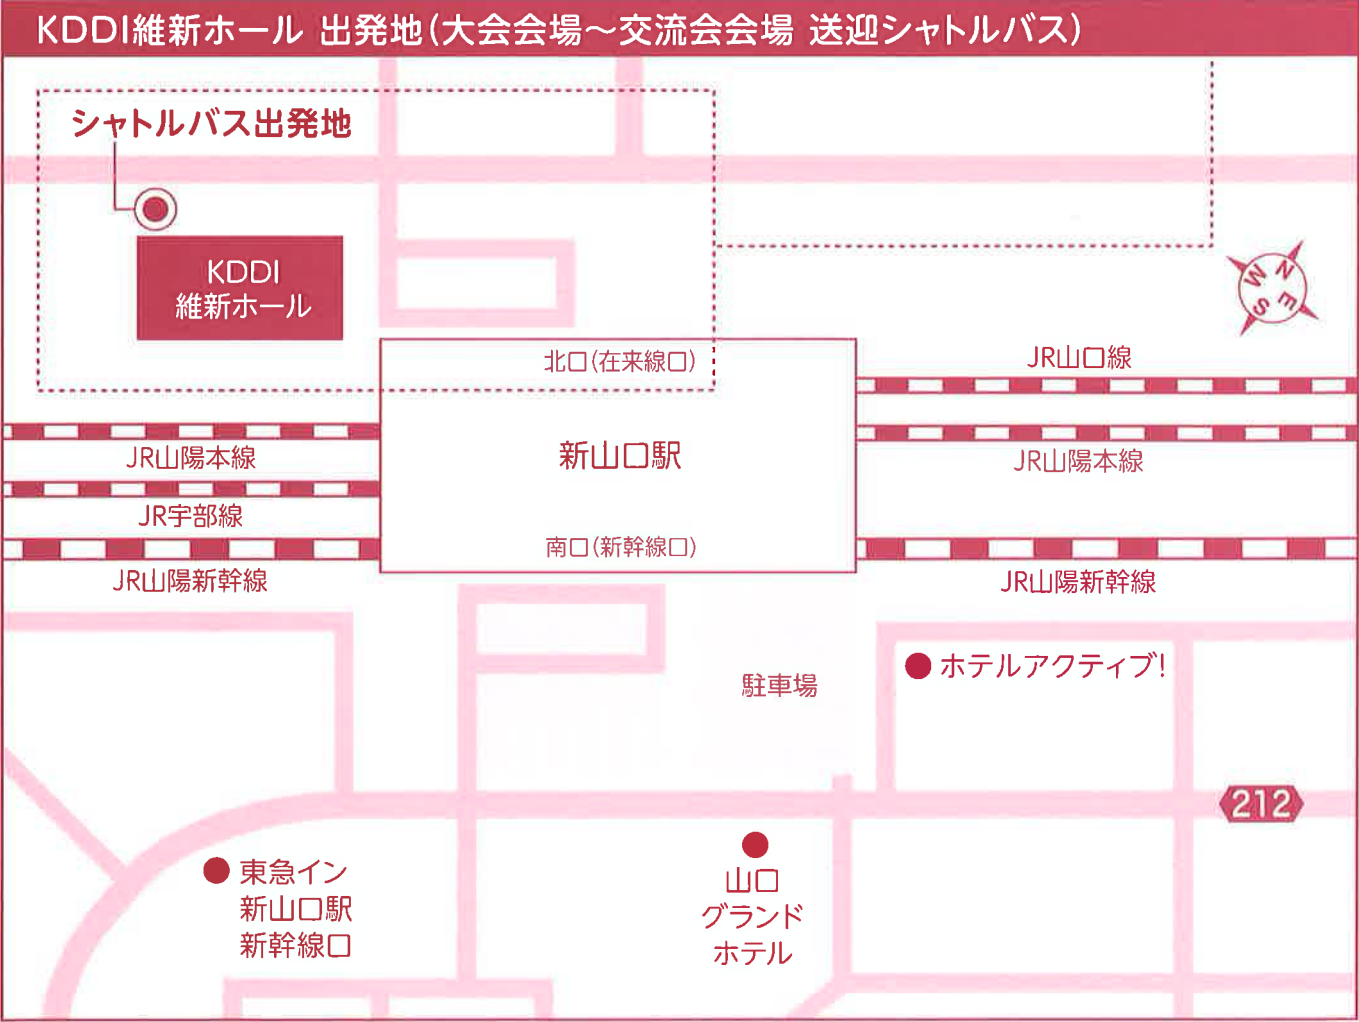 KDDI維新ホール 出発地(大会会場～交流会会場 送迎シャトルバス)
シャトルバス出発地
KDDI
維新ホール
N
W
E
S
北口(在来線口)
JR山口線
JR山陽本線
新山口駅
JR山陽本線
JR宇部線
南口(新幹線口)
JR山陽新幹線
JR山陽新幹線
ホテルアクティブ!
駐車場
212
東急イン
新山口駅
新幹線口
山口
グランド
ホテル